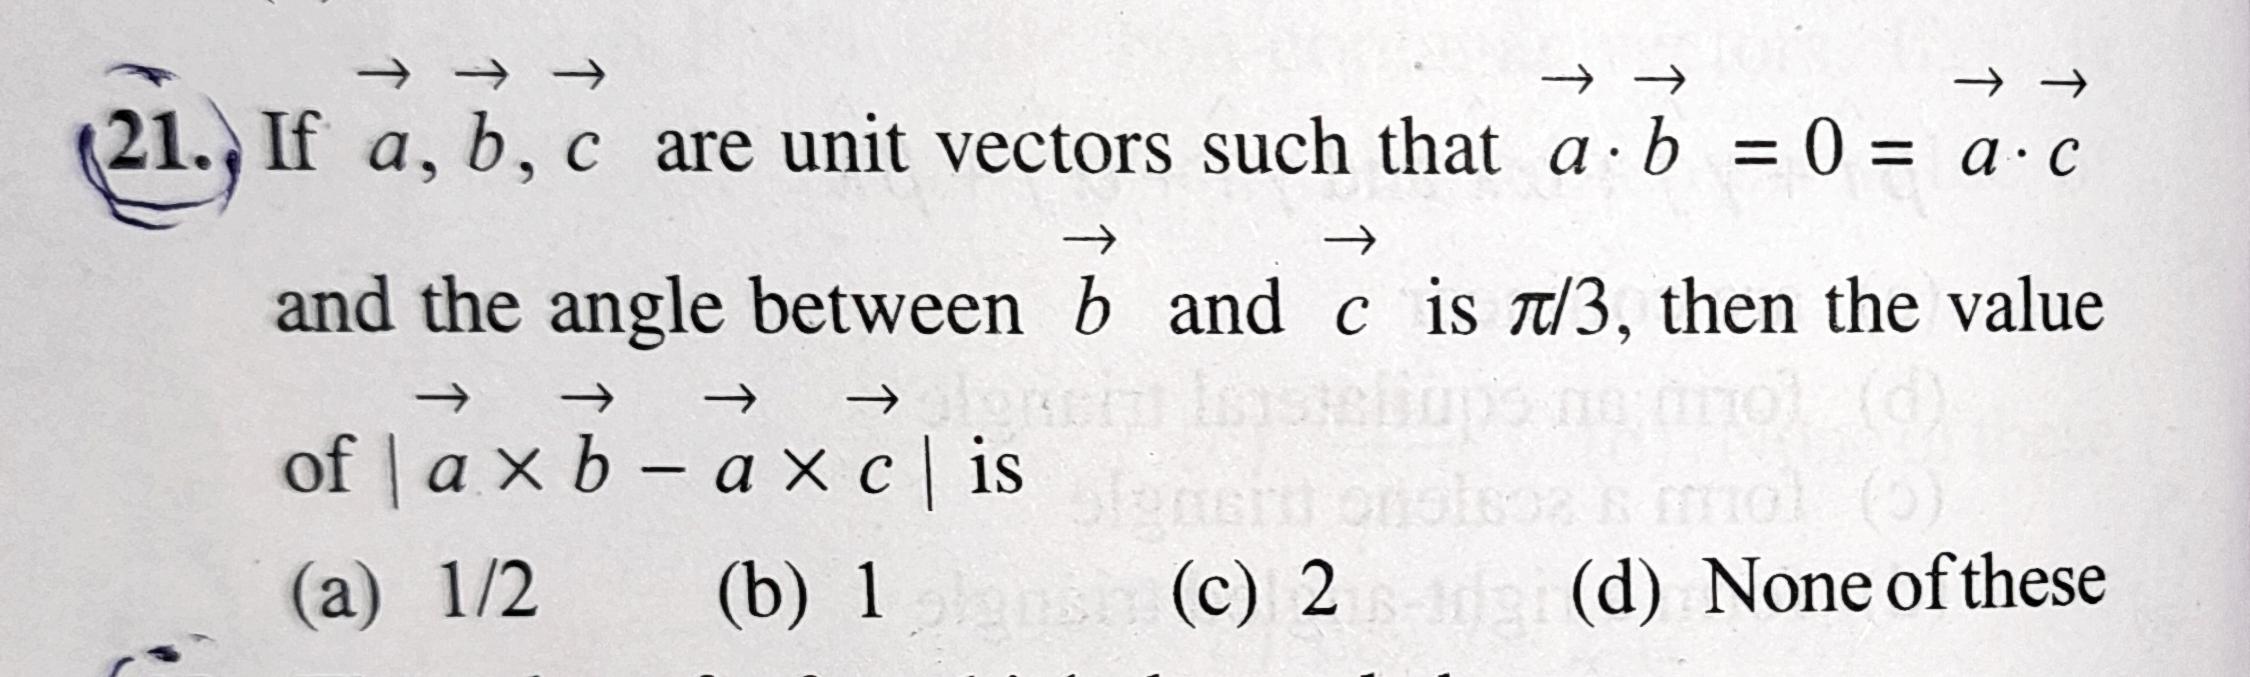 21. If a, b, c are unit vectors such that a · b = 0 = a · c
and the angle between b and c is π/3, then the value
of | a × b − a × c | is
(a) 1/2 (b) 1 (c) 2 (d) None of these